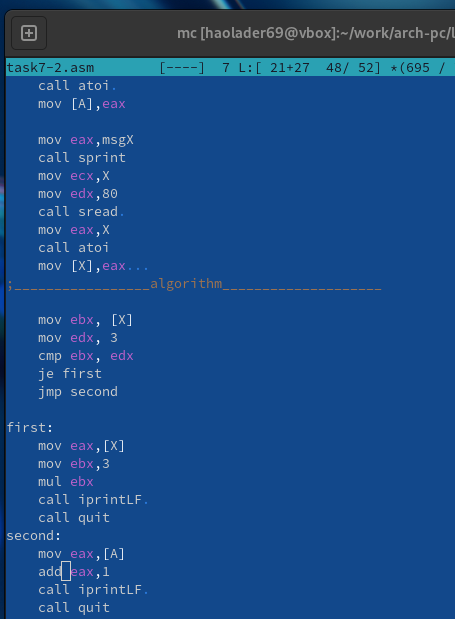 mc [haolader69@vbox]:~/work/arch-pc/l
task7-2.asm [----] 7 L:[ 21+27 48/ 52] *(695 /
call atoi.
mov [A],eax
mov eax,msgX
call sprint
mov ecx,X
mov edx,80
call sread.
mov eax,X
call atoi
mov [X],eax...
;_________________algorithm____________________
mov ebx, [X]
mov edx, 3
cmp ebx, edx
je first
jmp second
first:
mov eax,[X]
mov ebx,3
mul ebx
call iprintLF.
call quit
second:
mov eax,[A]
add eax,1
call iprintLF.
call quit